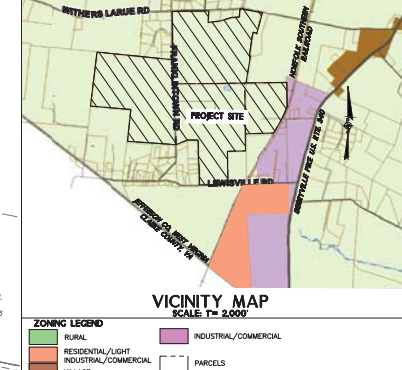 WITHERS LARUE RD
FRANKLINTOWN RD
NORFOLK SOUTHERN
RAILROAD
PROJECT SITE
BERRYVILLE PIKE U.S. RTE 340
LEWISVILLE RD
JEFFERSON CO. WEST VIRGINIA
CLARKE COUNTY, VA
VICINITY MAP
SCALE: 1"= 2,000'
ZONING LEGEND
RURAL
INDUSTRIAL/COMMERCIAL
RESIDENTIAL/LIGHT
INDUSTRIAL/COMMERCIAL
PARCELS
VILLAGE